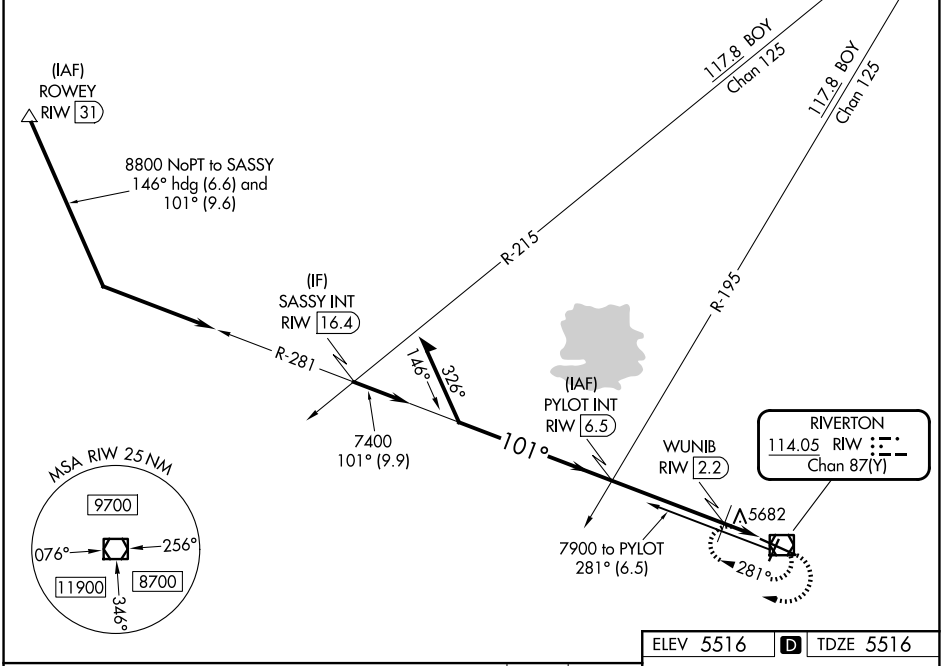 117.8 BOY
Chan 125
117.8 BOY
Chan 125
(IAF)
ROWEY
RIW 31
8800 NoPT to SASSY
146° hdg (6.6) and
101° (9.6)
R-215
R-195
(IF)
SASSY INT
RIW 16.4
R-281
146°
326°
7400
101° (9.9)
101°
(IAF)
PYLOT INT
RIW 6.5
WUNIB
RIW 2.2
RIVERTON
114.05 RIW
Chan 87(Y)
5682
7900 to PYLOT
281° (6.5)
281°
MSA RIW 25 NM
9700
076°
256°
11900
8700
346°
ELEV 5516 D TDZE 5516